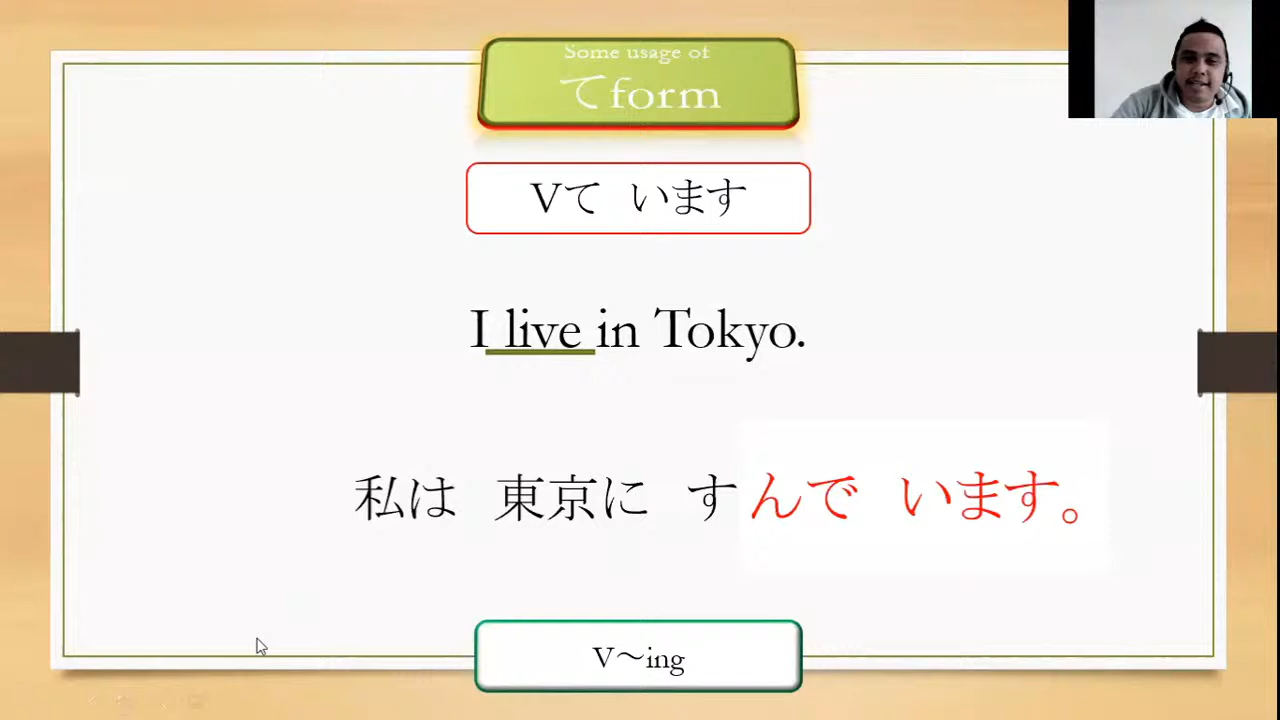 Some usage of
てform
Vて　います
I live in Tokyo.
私は　東京に　すんで　います。
V～ing